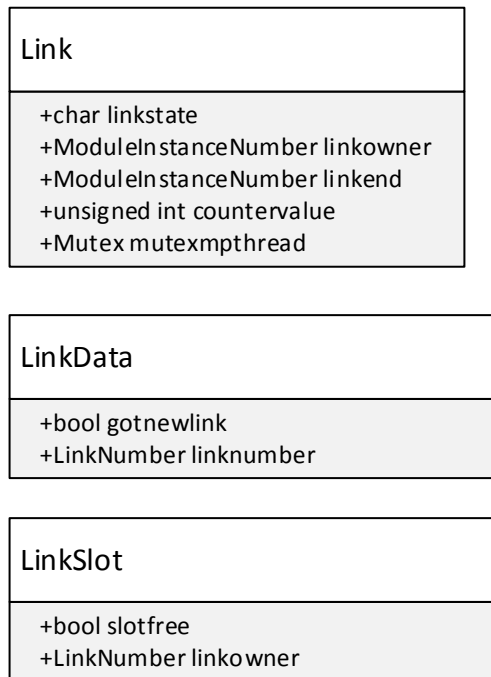 Link
+char linkstate
+ModuleInstanceNumber linkowner
+ModuleInstanceNumber linkend
+unsigned int countervalue
+Mutex mutexmpthread
LinkData
+bool gotnewlink
+LinkNumber linknumber
LinkSlot
+bool slotfree
+LinkNumber linkowner